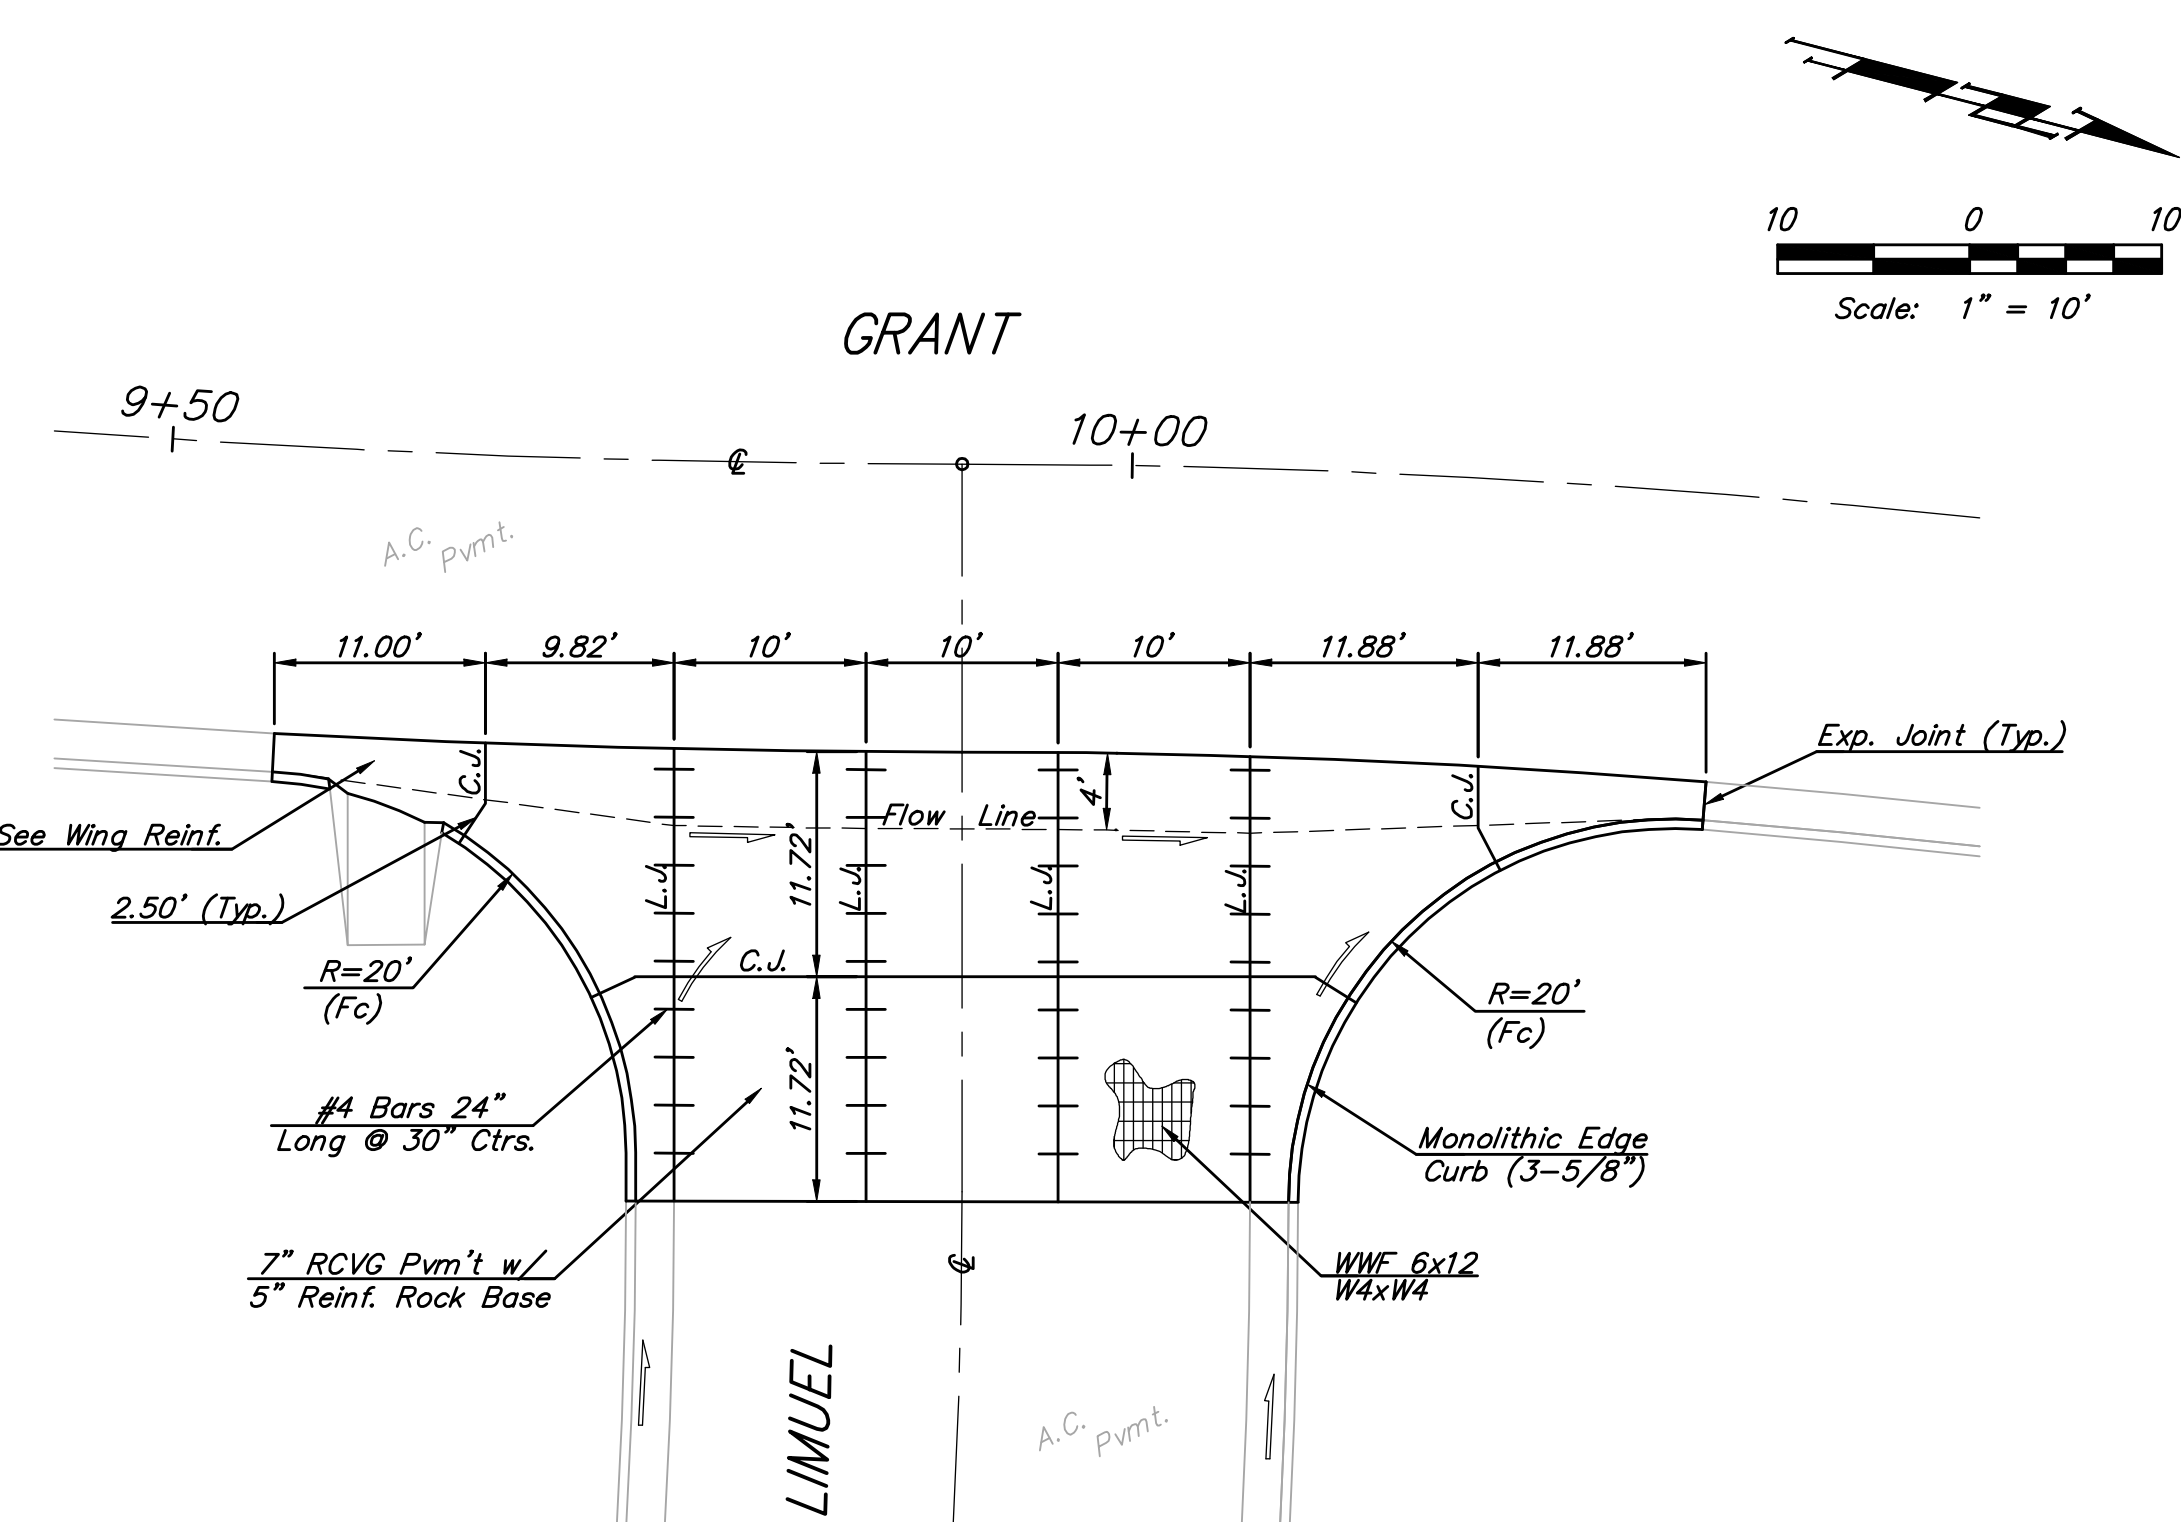 10 0 10
Scale: 1" = 10'
GRANT
9+50
10+00
℄
A.C. Pvmt.
11.00' 9.82' 10' 10' 10' 11.88' 11.88'
Exp. Joint (Typ.)
C.J.
C.J.
4'
Flow Line
See Wing Reinf.
11.72'
L.J.
L.J.
L.J.
L.J.
2.50' (Typ.)
C.J.
R=20'
(Fc)
R=20'
(Fc)
11.72'
#4 Bars 24"
Long @ 30" Ctrs.
Monolithic Edge
Curb (3-5/8")
7" RCVG Pvm't w/
5" Reinf. Rock Base
℄
WWF 6x12
W4xW4
LIMUEL
A.C. Pvmt.